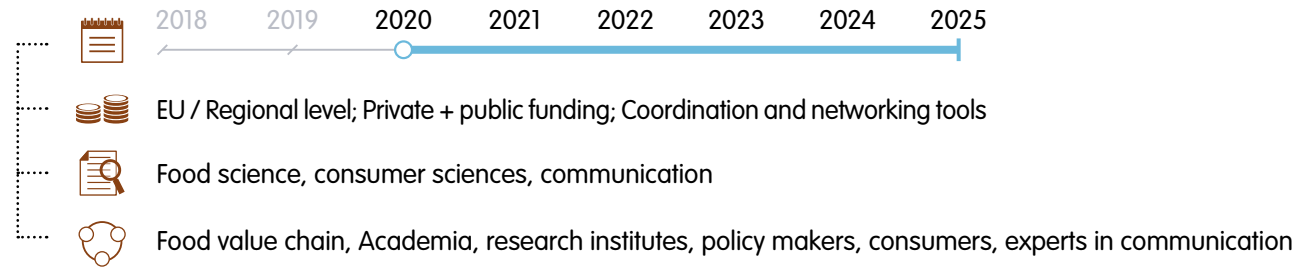 2018 2019 2020 2021 2022 2023 2024 2025
EU / Regional level; Private + public funding; Coordination and networking tools
Food science, consumer sciences, communication
Food value chain, Academia, research institutes, policy makers, consumers, experts in communication